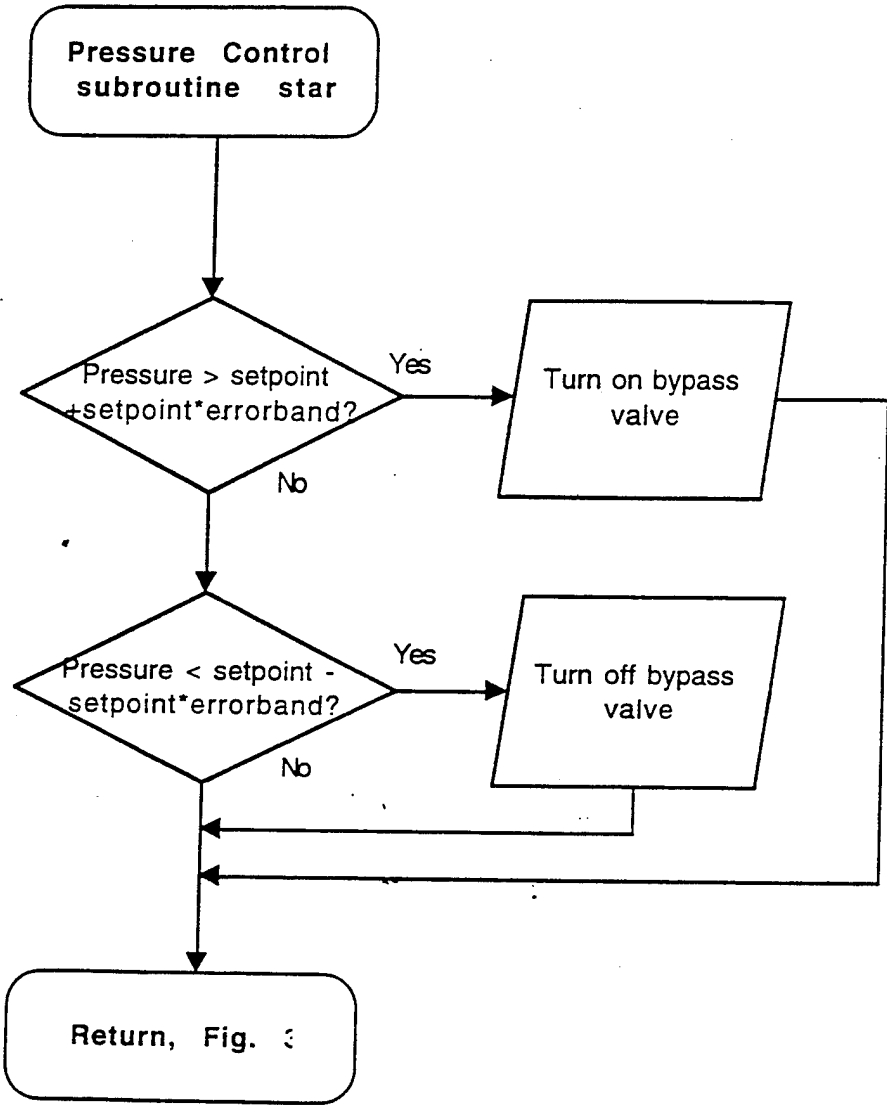 Pressure Control
subroutine star
Pressure > setpoint
+setpoint*errorband?
Yes
Turn on bypass
valve
No
Pressure < setpoint -
setpoint*errorband?
Yes
Turn off bypass
valve
No
Return, Fig.